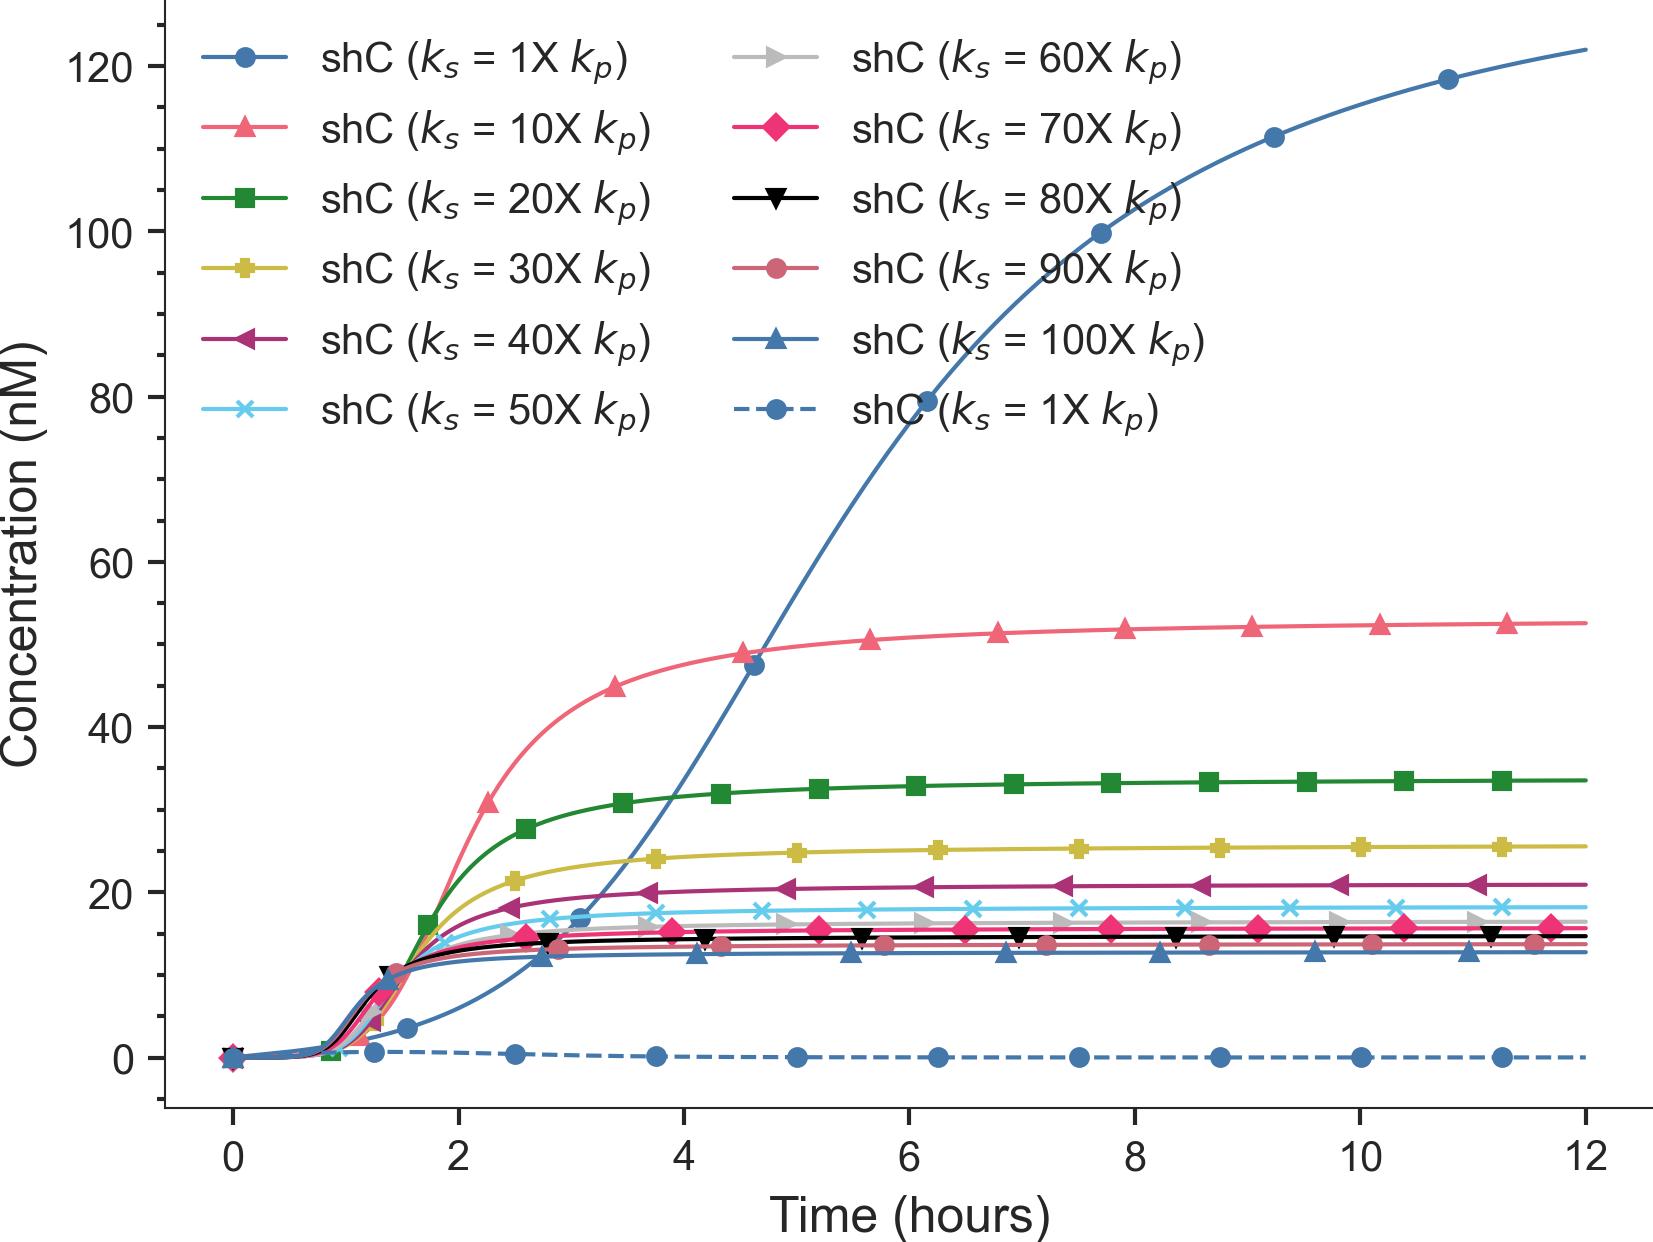 120
100
80
60
40
20
0
Concentration (nM)
shC (kₛ = 1X kₚ)
shC (kₛ = 10X kₚ)
shC (kₛ = 20X kₚ)
shC (kₛ = 30X kₚ)
shC (kₛ = 40X kₚ)
shC (kₛ = 50X kₚ)
shC (kₛ = 60X kₚ)
shC (kₛ = 70X kₚ)
shC (kₛ = 80X kₚ)
shC (kₛ = 90X kₚ)
shC (kₛ = 100X kₚ)
shC (kₛ = 1X kₚ)
0 2 4 6 8 10 12
Time (hours)